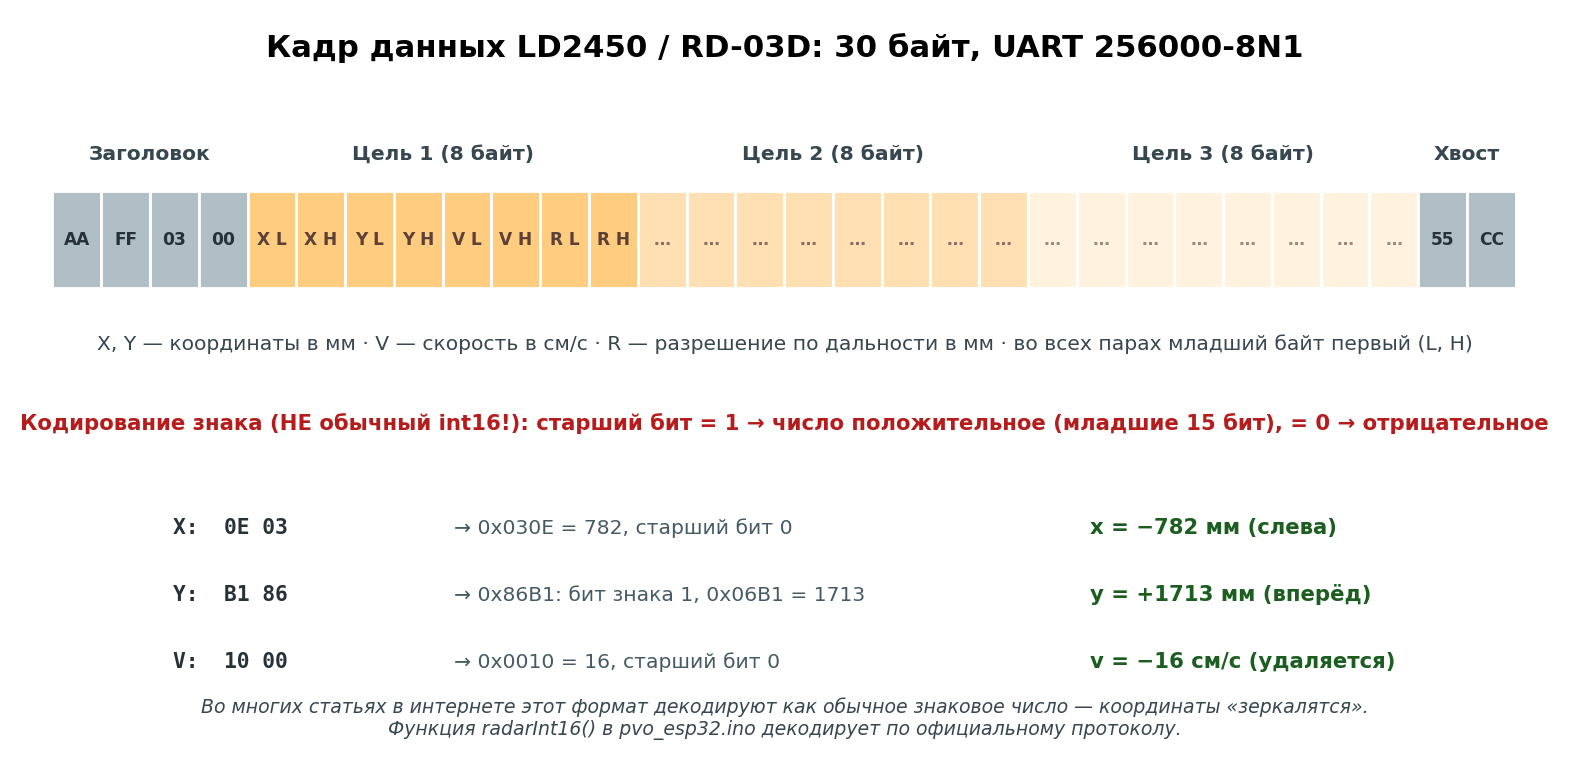 Кадр данных LD2450 / RD-03D: 30 байт, UART 256000-8N1
Заголовок Цель 1 (8 байт) Цель 2 (8 байт) Цель 3 (8 байт) Хвост
AA FF 03 00 X L X H Y L Y H V L V H R L R H ... ... ... ... ... ... ... ... ... ... ... ... ... ... ... ... 55 CC
X, Y — координаты в мм · V — скорость в см/с · R — разрешение по дальности в мм · во всех парах младший байт первый (L, H)
Кодирование знака (НЕ обычный int16!): старший бит = 1 → число положительное (младшие 15 бит), = 0 → отрицательное
X: 0E 03 → 0x030E = 782, старший бит 0 x = −782 мм (слева)
Y: B1 86 → 0x86B1: бит знака 1, 0x06B1 = 1713 y = +1713 мм (вперёд)
V: 10 00 → 0x0010 = 16, старший бит 0 v = −16 см/с (удаляется)
Во многих статьях в интернете этот формат декодируют как обычное знаковое число — координаты «зеркалятся».
Функция radarInt16() в pvo_esp32.ino декодирует по официальному протоколу.